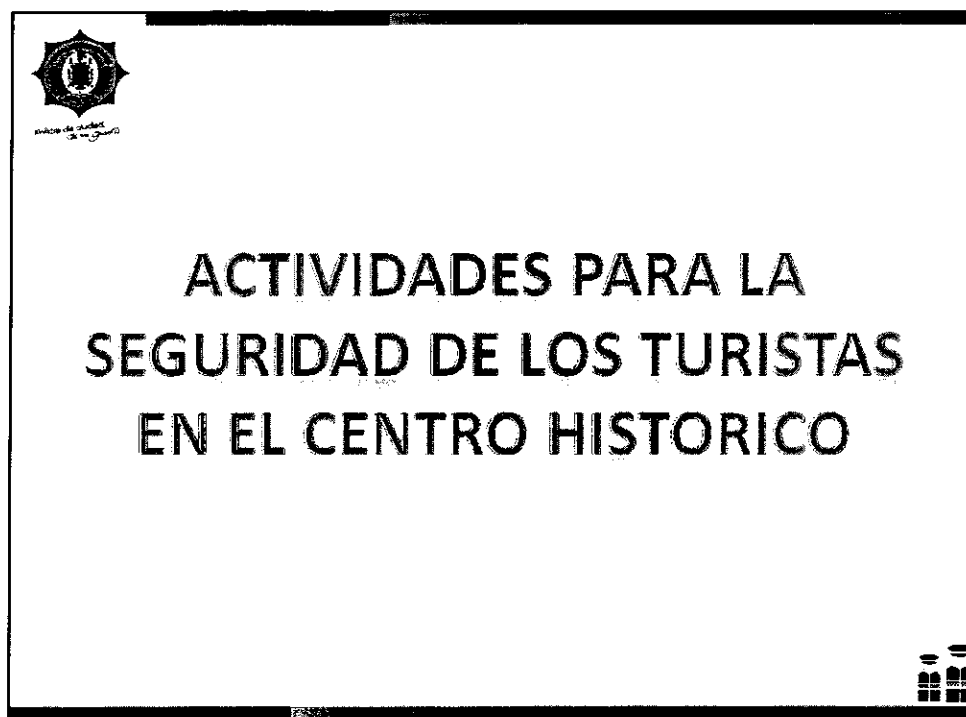 ACTIVIDADES PARA LA
SEGURIDAD DE LOS TURISTAS
EN EL CENTRO HISTORICO